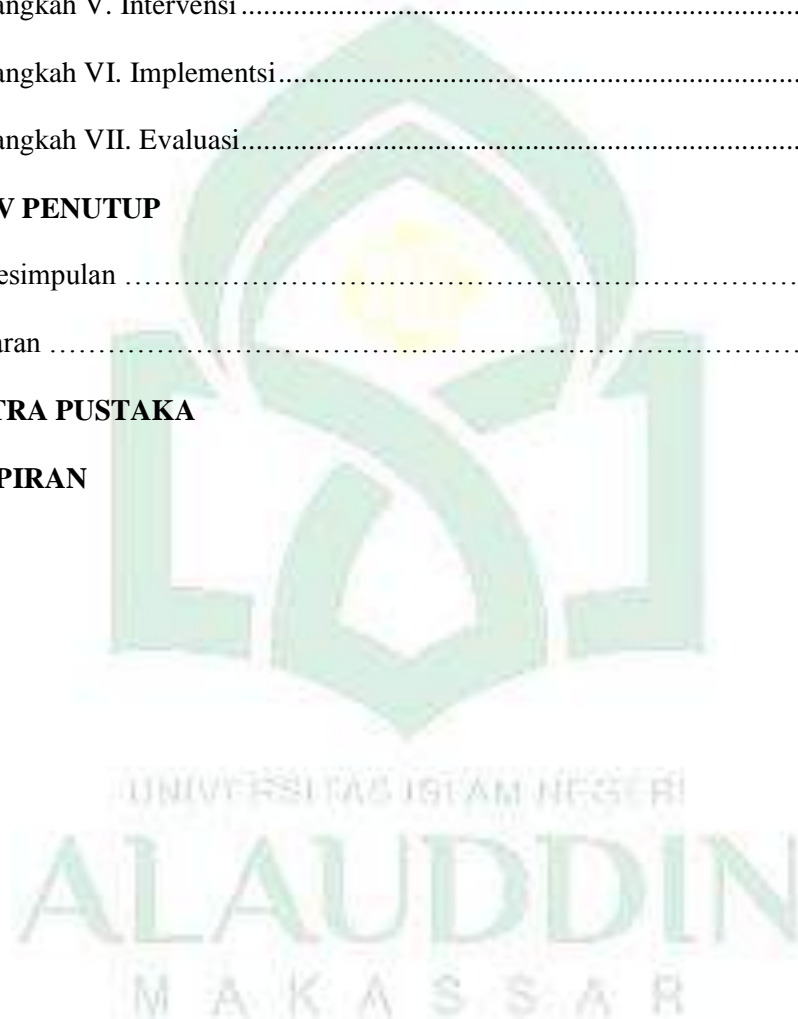 angkah V. Intervensi ............................................................................
angkah VI. Implementsi ......................................................................
angkah VII. Evaluasi ............................................................................
V PENUTUP
esimpulan ……………………………………………………………
aran ……………………………………………………………………
TRA PUSTAKA
PIRAN
UNIVERSITAS ISLAM NEGERI
ALAUDDIN
MAKASSAR